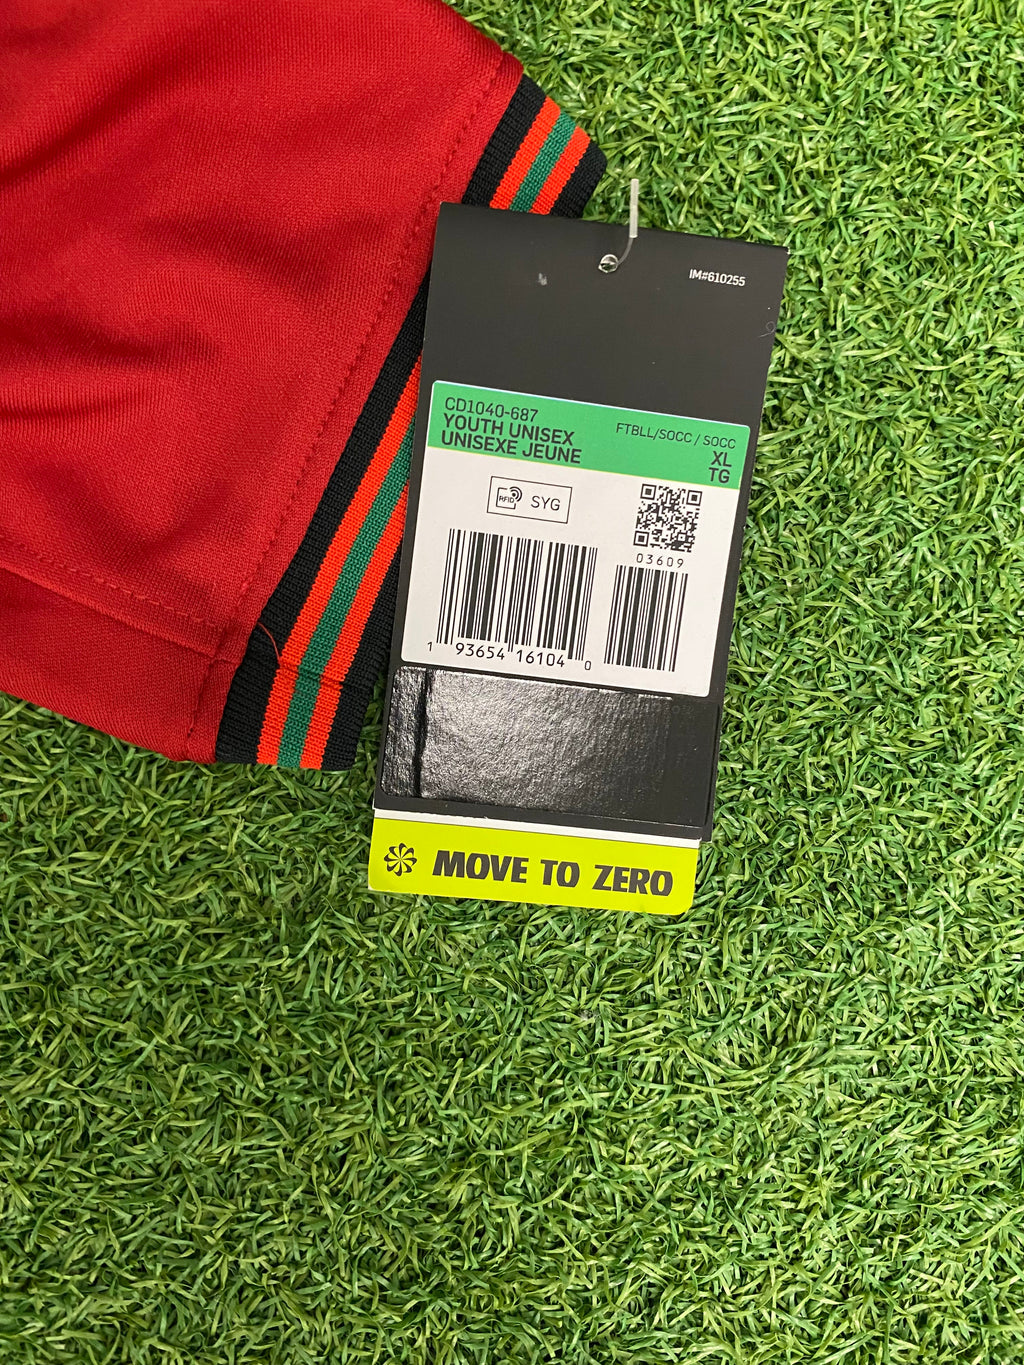 IM#610255
CD1040-687
YOUTH UNISEX
UNISEXE JEUNE
FTBLL/SOCC / SOCC
XL
TG
RFID SYG
03609
1 93654 16104 0
MOVE TO ZERO